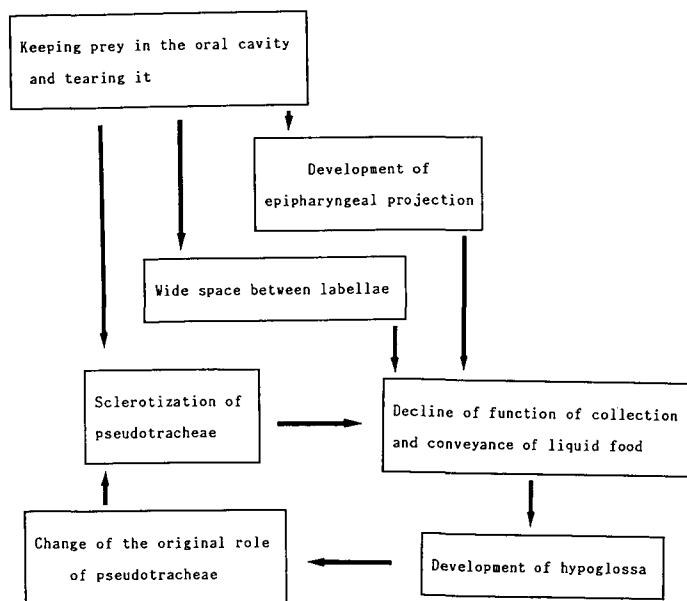 Keeping prey in the oral cavity
and tearing it
Development of
epipharyngeal projection
Wide space between labellae
Sclerotization of
pseudotracheae
Decline of function of collection
and conveyance of liquid food
Change of the original role
of pseudotracheae
Development of hypoglossa